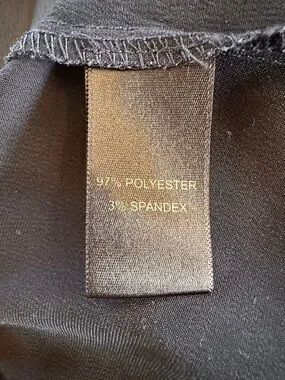 97% POLYESTER
3% SPANDEX